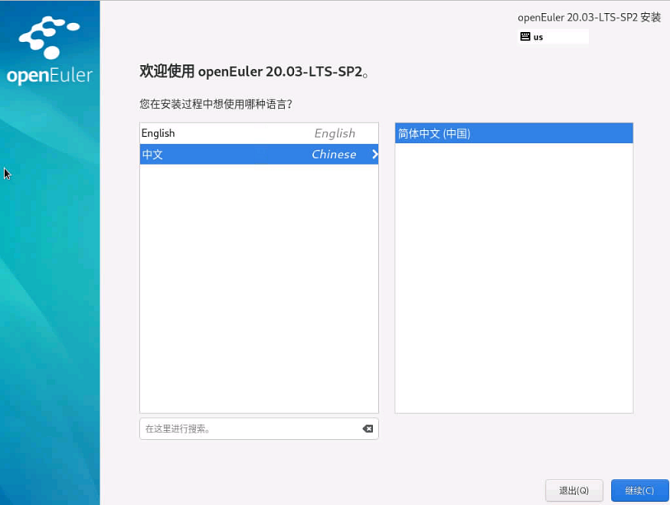 openEuler
openEuler 20.03-LTS-SP2 安装
us
欢迎使用 openEuler 20.03-LTS-SP2。
您在安装过程中想使用哪种语言?
English English
中文 Chinese
简体中文 (中国)
在这里进行搜索。
退出(Q) 继续(C)